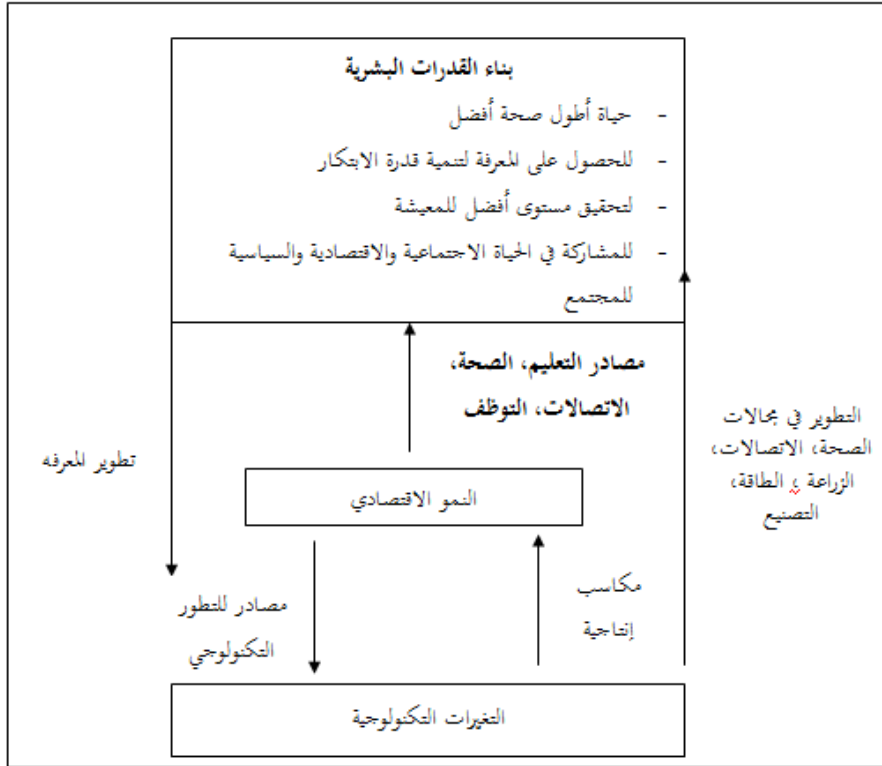 بناء القدرات البشرية
- حياة أطول صحة أفضل
- للحصول على المعرفة لتنمية قدرة الابتكار
- لتحقيق مستوى أفضل للمعيشة
- للمشاركة في الحياة الاجتماعية والاقتصادية والسياسية
للمجتمع
مصادر التعليم، الصحة،
الاتصالات، التوظف
التطوير في مجالات
الصحة، الاتصالات،
الزراعة ، الطاقة،
التصنيع
تطوير المعرفه
النمو الاقتصادي
مكاسب
إنتاجية
مصادر للتطور
التكنولوجي
التغيرات التكنولوجية